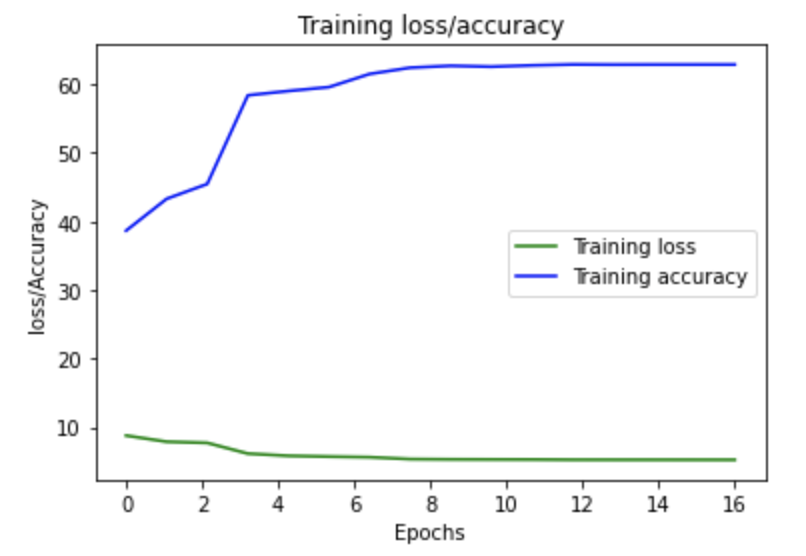 Training loss/accuracy
60
50
40
30
20
10
loss/Accuracy
Training loss
Training accuracy
0 2 4 6 8 10 12 14 16
Epochs